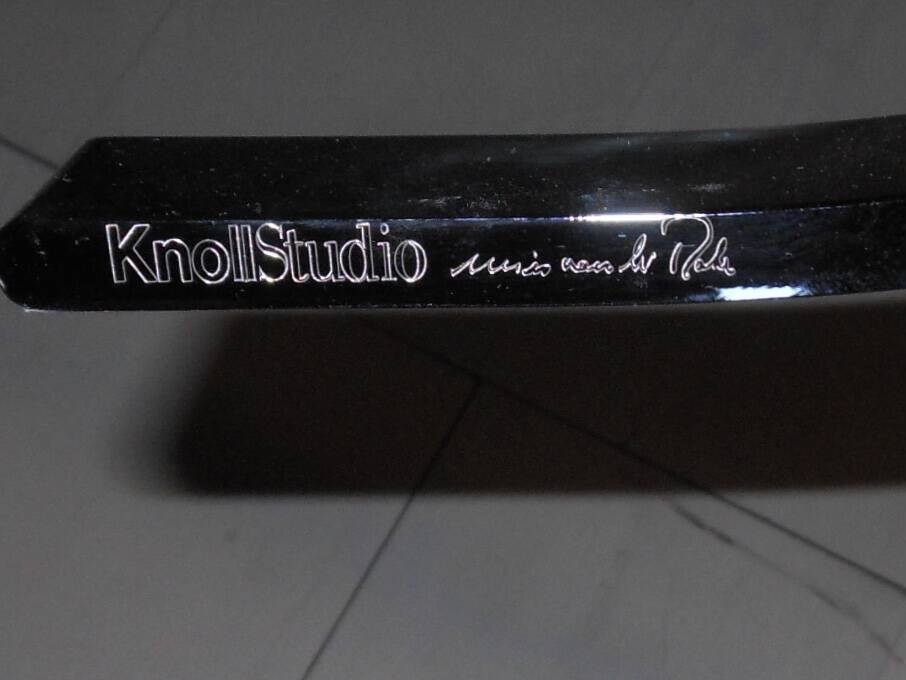 KnollStudio mies van der Rohe